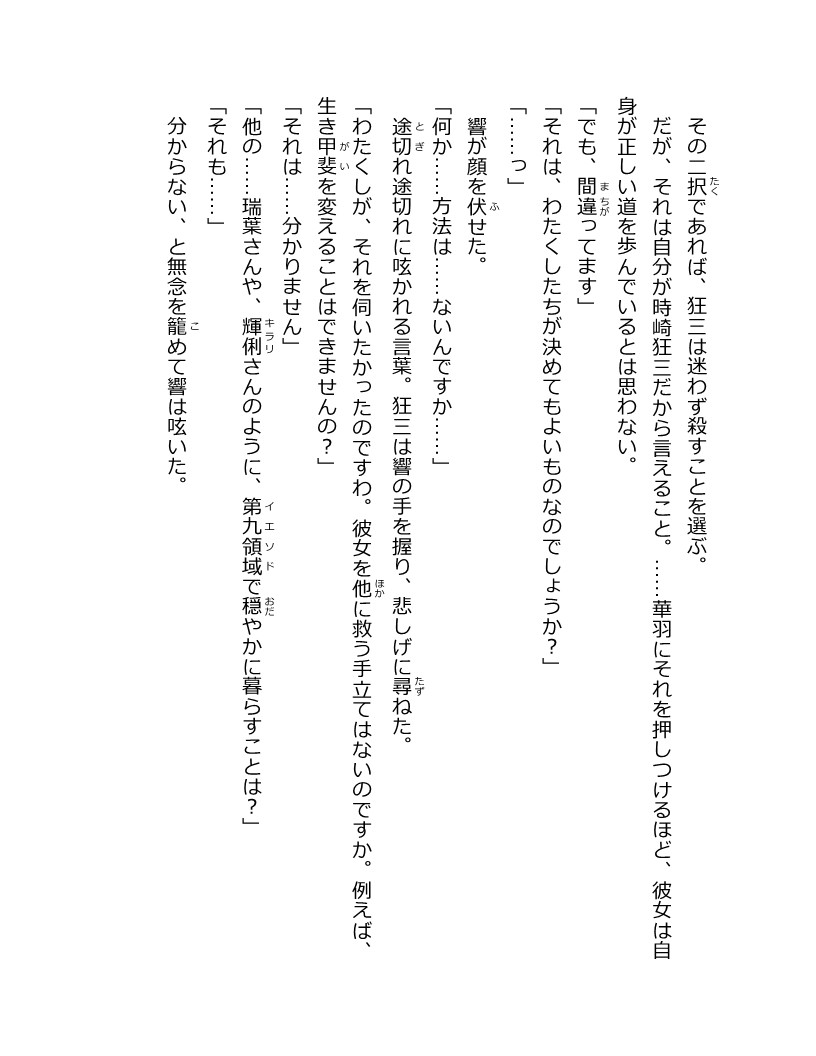 その二択であれば、狂三は迷わず殺すことを選ぶ。
だが、それは自分が時崎狂三だから言えること。……華羽にそれを押しつけるほど、彼女は自
身が正しい道を歩んでいるとは思わない。
「でも、間違ってます」
「それは、わたくしたちが決めてもよいものなのでしょうか？」
「……っ」
響が顔を伏せた。
「何か……方法は……ないんですか……」
途切れ途切れに呟かれる言葉。狂三は響の手を握り、悲しげに尋ねた。
「わたくしが、それを伺いたかったのですわ。彼女を他に救う手立てはないのですか。例えば、
生き甲斐を変えることはできませんの？」
「それは……分かりません」
「他の……瑞葉さんや、輝俐さんのように、第九領域で穏やかに暮らすことは？」
「それも……」
分からない、と無念を籠めて響は呟いた。